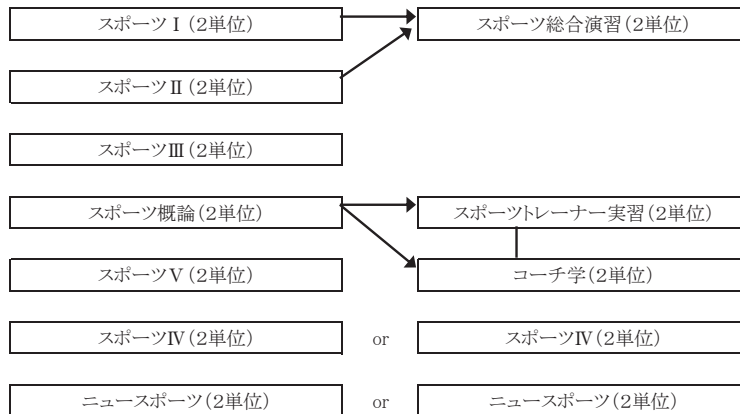 スポーツⅠ(2単位) スポーツ総合演習(2単位)
スポーツⅡ(2単位)
スポーツⅢ(2単位)
スポーツ概論(2単位) スポーツトレーナー実習(2単位)
スポーツⅤ(2単位) コーチ学(2単位)
スポーツⅣ(2単位) or スポーツⅣ(2単位)
ニュースポーツ(2単位) or ニュースポーツ(2単位)